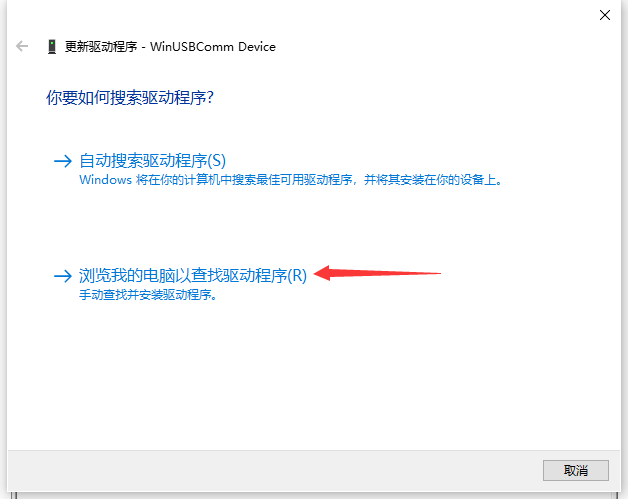 更新驱动程序 - WinUSBComm Device
你要如何搜索驱动程序？
自动搜索驱动程序(S)
Windows 将在你的计算机中搜索最佳可用驱动程序，并将其安装在你的设备上。
浏览我的电脑以查找驱动程序(R)
手动查找并安装驱动程序。
取消